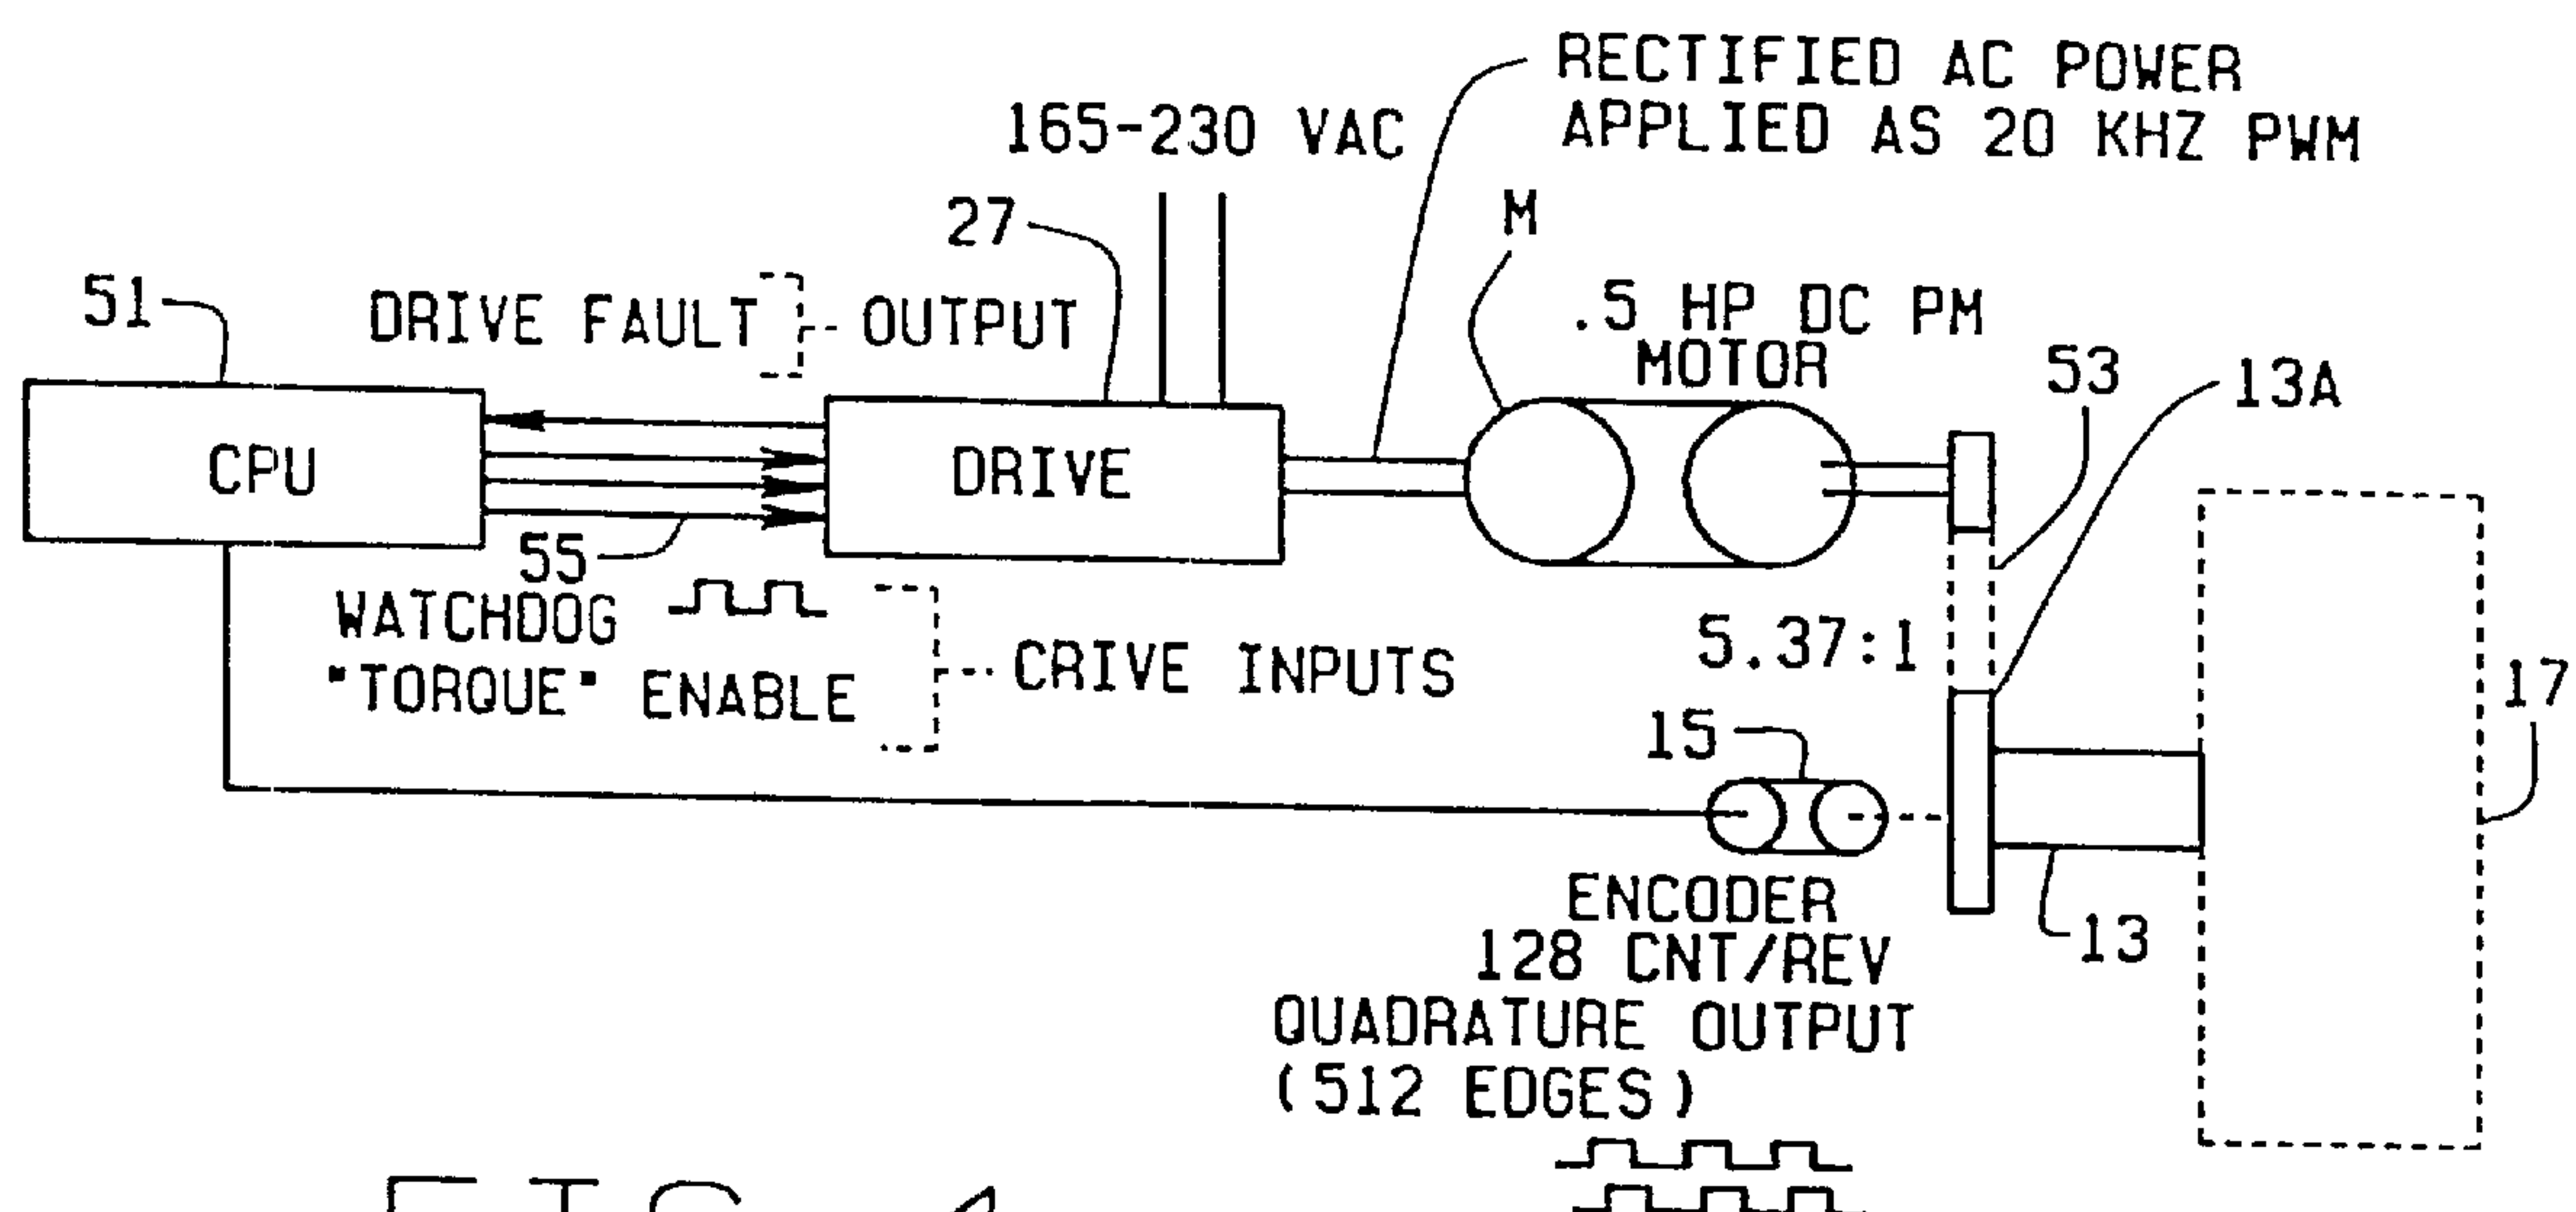 RECTIFIED AC POWER
APPLIED AS 20 KHZ PWM
165-230 VAC
27
M
51
DRIVE FAULT
OUTPUT
.5 HP DC PM
MOTOR
53
13A
CPU
DRIVE
55
WATCHDOG
"TORQUE" ENABLE
CRIVE INPUTS
5.37:1
17
15
ENCODER
128 CNT/REV
QUADRATURE OUTPUT
(512 EDGES)
13